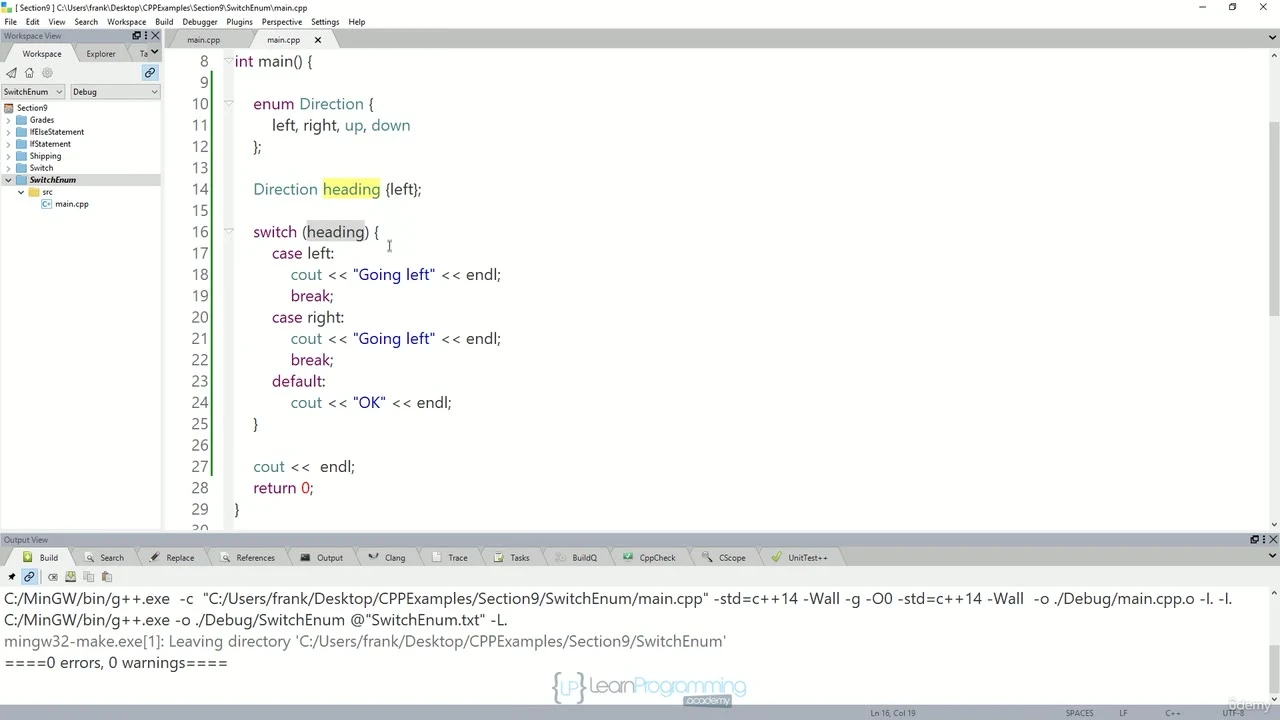 [ Section9 ] C:\Users\frank\Desktop\CPPExamples\Section9\SwitchEnum\main.cpp
File Edit View Search Workspace Build Debugger Plugins Perspective Settings Help
Workspace View
main.cpp main.cpp
Workspace Explorer Ta
SwitchEnum Debug
Section9
Grades
IfElseStatement
IfStatement
Shipping
Switch
SwitchEnum
src
main.cpp
8 int main() {
9
10 enum Direction {
11 left, right, up, down
12 };
13
14 Direction heading {left};
15
16 switch (heading) {
17 case left:
18 cout << "Going left" << endl;
19 break;
20 case right:
21 cout << "Going left" << endl;
22 break;
23 default:
24 cout << "OK" << endl;
25 }
26
27 cout << endl;
28 return 0;
29 }
30
Output View
Build Search Replace References Output Clang Trace Tasks BuildQ CppCheck CScope UnitTest++
C:/MinGW/bin/g++.exe -c "C:/Users/frank/Desktop/CPPExamples/Section9/SwitchEnum/main.cpp" -std=c++14 -Wall -g -O0 -std=c++14 -Wall -o ./Debug/main.cpp.o -I. -I.
C:/MinGW/bin/g++.exe -o ./Debug/SwitchEnum @"SwitchEnum.txt" -L.
mingw32-make.exe[1]: Leaving directory 'C:/Users/frank/Desktop/CPPExamples/Section9/SwitchEnum'
====0 errors, 0 warnings====
{LP} LearnProgramming
academy
Ln 16, Col 19 SPACES LF C++ UTF-8
ûdemy